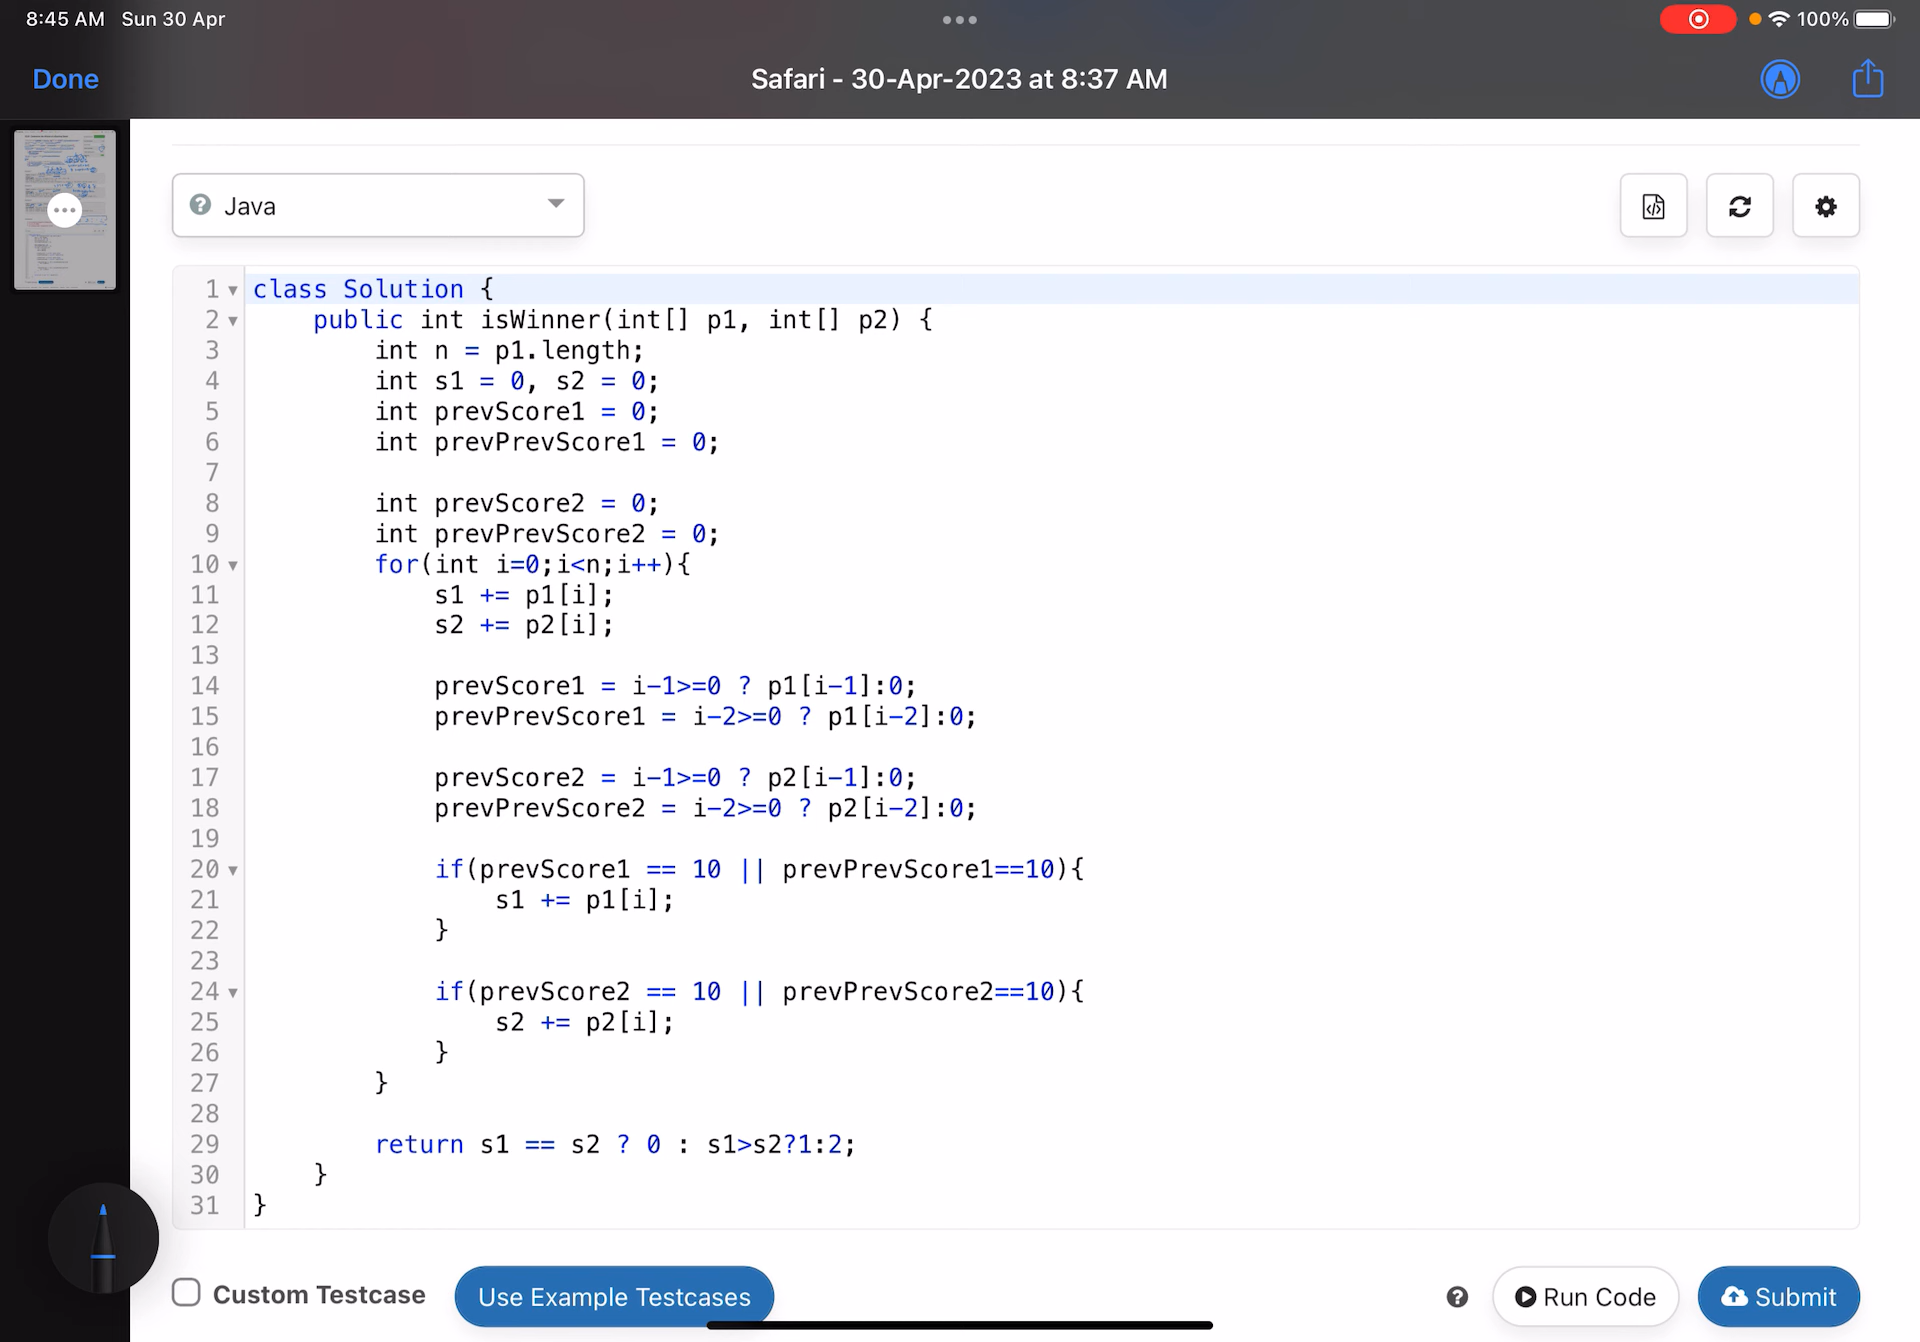 8:45 AM Sun 30 Apr
100%
Done
Safari - 30-Apr-2023 at 8:37 AM
Java
1 class Solution {
2     public int isWinner(int[] p1, int[] p2) {
3         int n = p1.length;
4         int s1 = 0, s2 = 0;
5         int prevScore1 = 0;
6         int prevPrevScore1 = 0;
7
8         int prevScore2 = 0;
9         int prevPrevScore2 = 0;
10         for(int i=0;i<n;i++){
11             s1 += p1[i];
12             s2 += p2[i];
13
14             prevScore1 = i-1>=0 ? p1[i-1]:0;
15             prevPrevScore1 = i-2>=0 ? p1[i-2]:0;
16
17             prevScore2 = i-1>=0 ? p2[i-1]:0;
18             prevPrevScore2 = i-2>=0 ? p2[i-2]:0;
19
20             if(prevScore1 == 10 || prevPrevScore1==10){
21                 s1 += p1[i];
22             }
23
24             if(prevScore2 == 10 || prevPrevScore2==10){
25                 s2 += p2[i];
26             }
27         }
28
29         return s1 == s2 ? 0 : s1>s2?1:2;
30     }
31 }
Custom Testcase
Use Example Testcases
Run Code
Submit